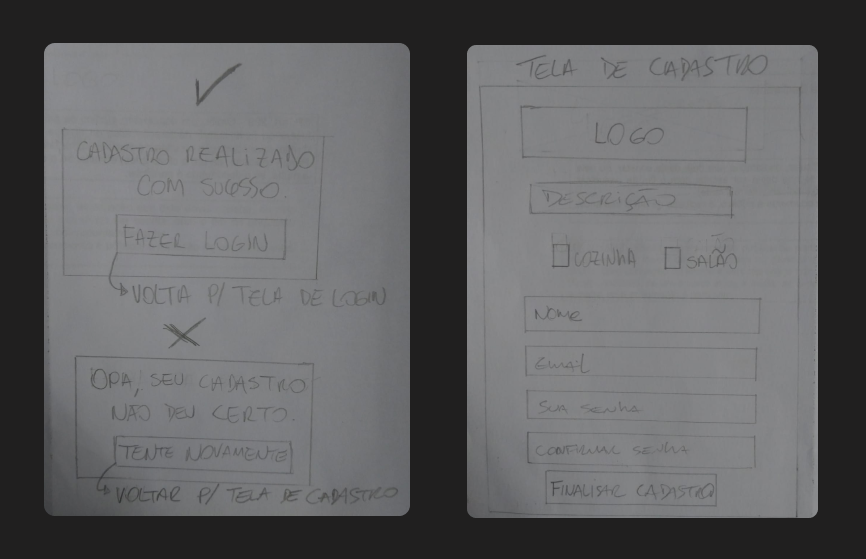 CADASTRO REALIZADO
COM SUCESSO.
FAZER LOGIN
VOLTA P/ TELA DE LOGIN
OPA, SEU CADASTRO
NÃO DEU CERTO.
TENTE NOVAMENTE
VOLTAR P/ TELA DE CADASTRO
TELA DE CADASTRO
LOGO
DESCRIÇÃO
COZINHA SALÃO
NOME
EMAIL
SUA SENHA
CONFIRMAR SENHA
FINALISAR CADASTRO